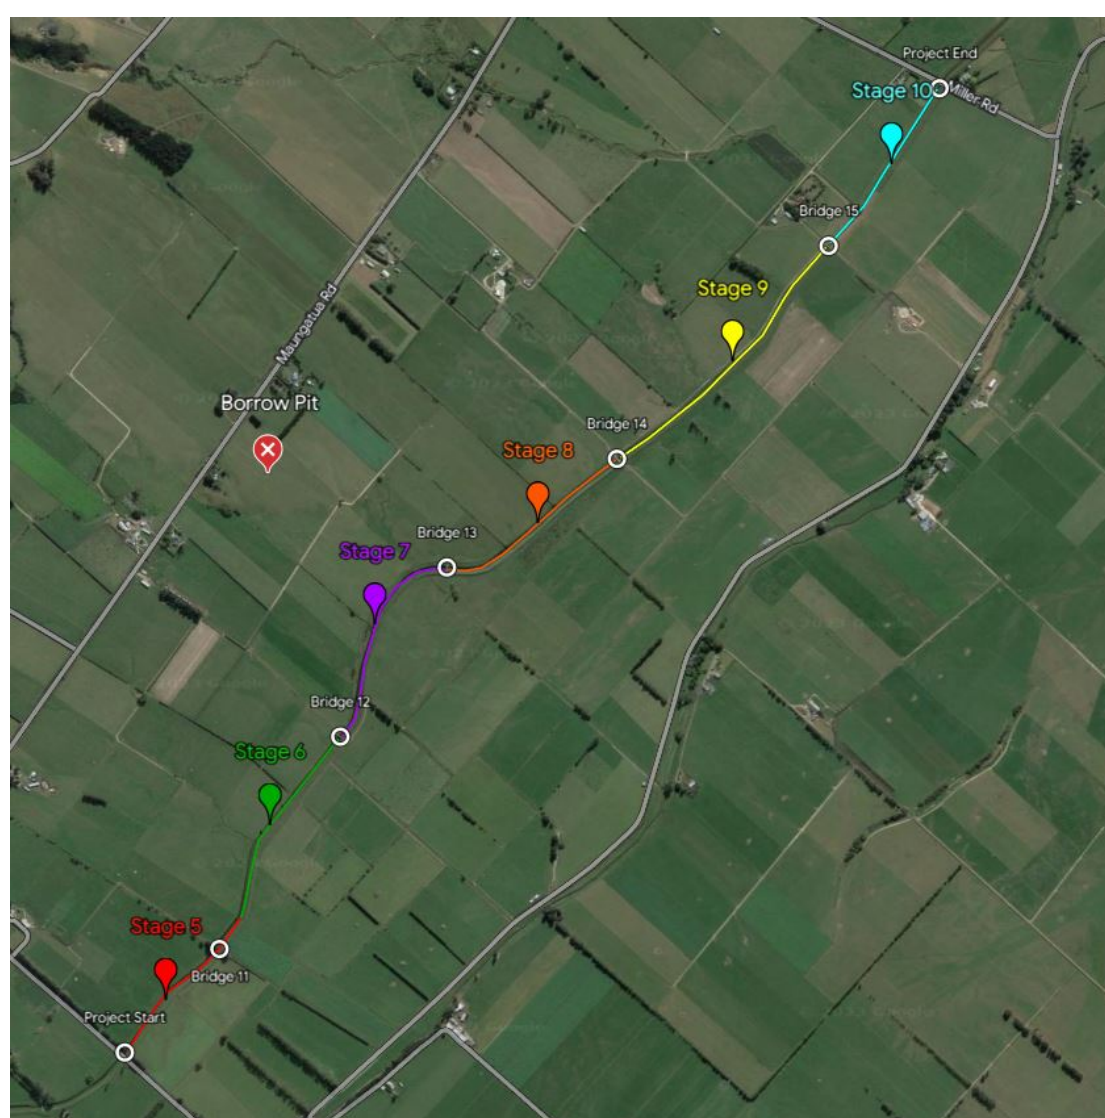 Project End
Stage 10
Miller Rd
Bridge 15
Stage 9
Maungatua Rd
Borrow Pit
Bridge 14
Stage 8
Bridge 13
Stage 7
Bridge 12
Stage 6
Stage 5
Bridge 11
Project Start